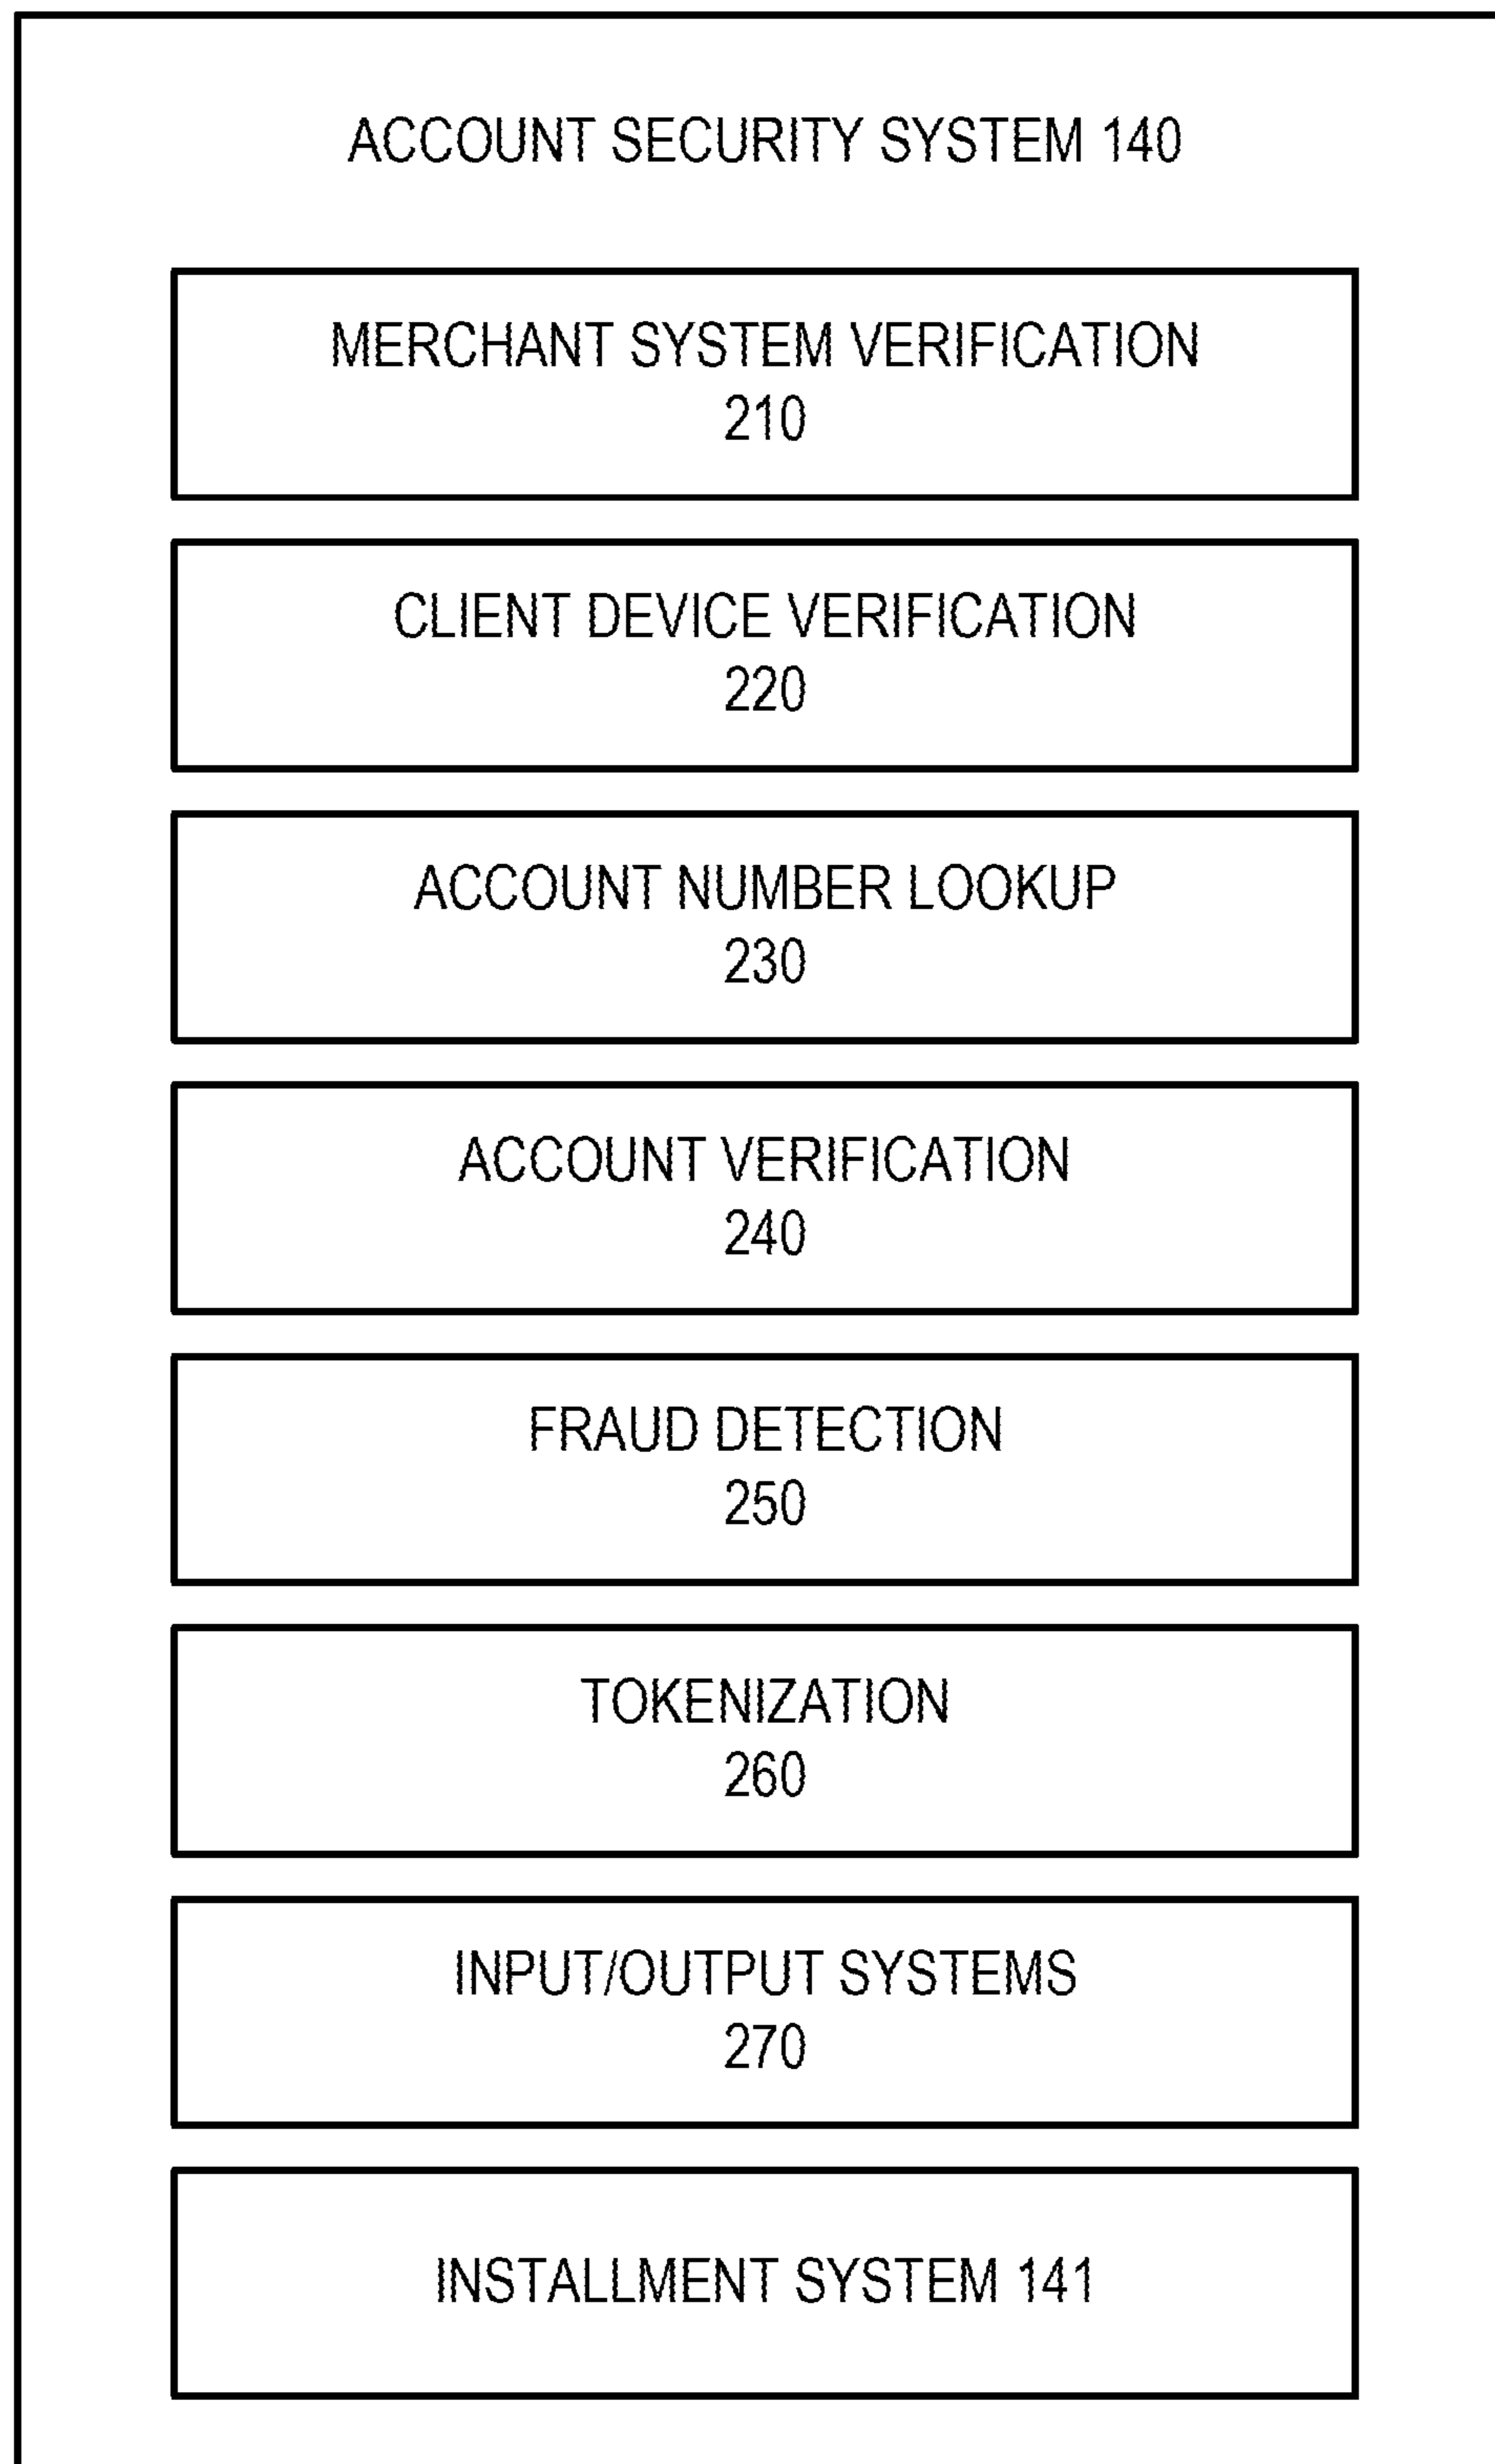 ACCOUNT SECURITY SYSTEM 140
MERCHANT SYSTEM VERIFICATION
210
CLIENT DEVICE VERIFICATION
220
ACCOUNT NUMBER LOOKUP
230
ACCOUNT VERIFICATION
240
FRAUD DETECTION
250
TOKENIZATION
260
INPUT/OUTPUT SYSTEMS
270
INSTALLMENT SYSTEM 141